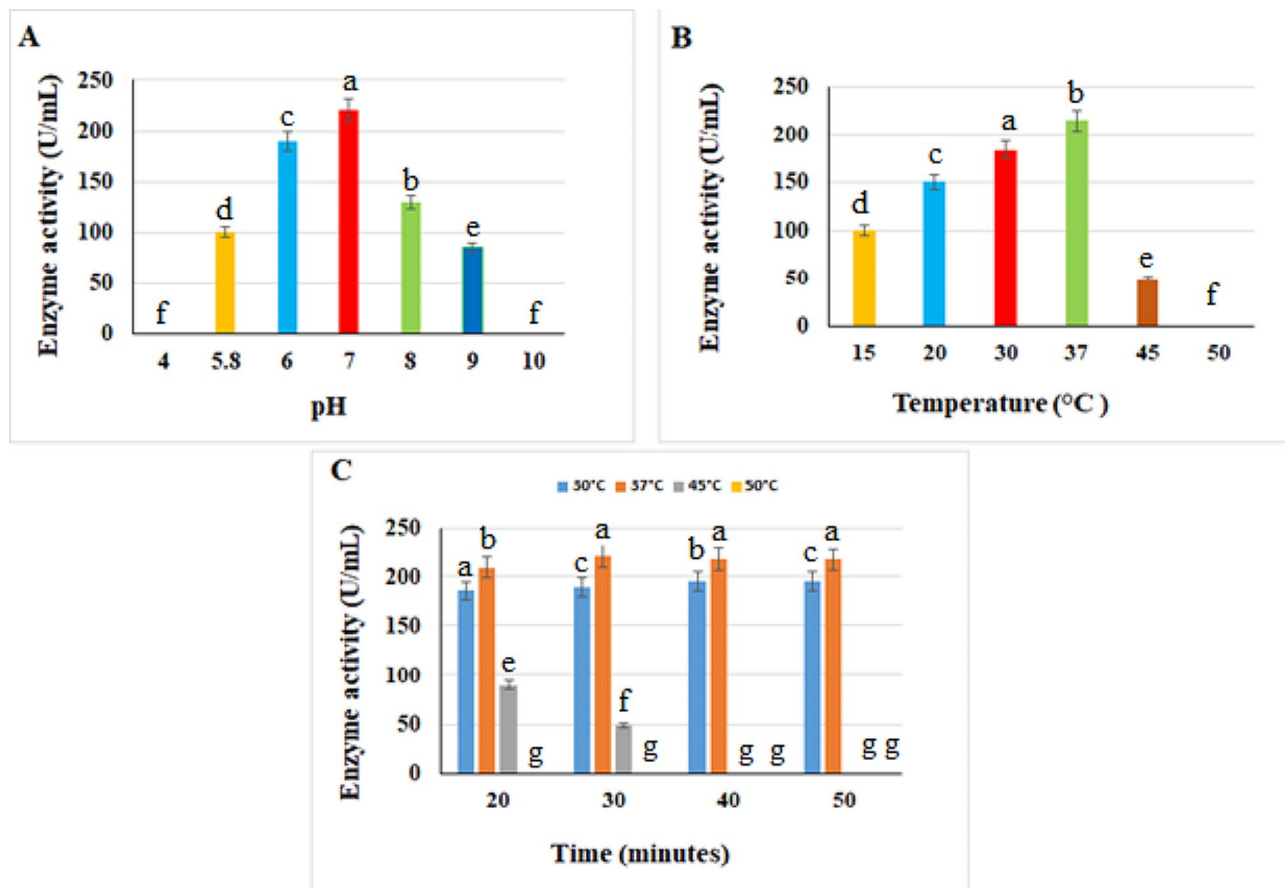 A
Enzyme activity (U/mL)
250
200
150
100
50
0
f
d
c
a
b
e
f
4 5.8 6 7 8 9 10
pH
B
Enzyme activity (U/mL)
250
200
150
100
50
0
d
c
a
b
e
f
15 20 30 37 45 50
Temperature (°C )
C
30°C 37°C 45°C 50°C
Enzyme activity (U/mL)
250
200
150
100
50
0
a b e g
c a f g
b a g g
c a g g
20 30 40 50
Time (minutes)